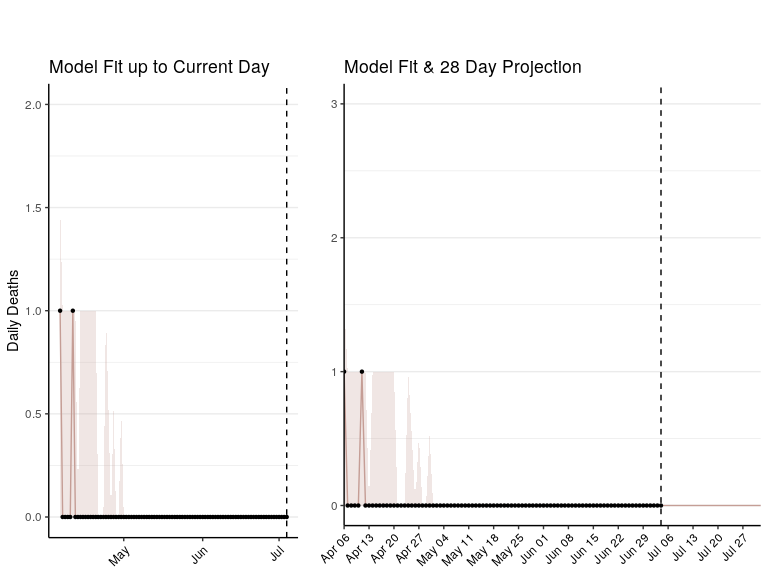 Model Fit up to Current Day
Daily Deaths
2.0
1.5
1.0
0.5
0.0
May
Jun
Jul
Model Fit & 28 Day Projection
3
2
1
0
Apr 06
Apr 13
Apr 20
Apr 27
May 04
May 11
May 18
May 25
Jun 01
Jun 08
Jun 15
Jun 22
Jun 29
Jul 06
Jul 13
Jul 20
Jul 27